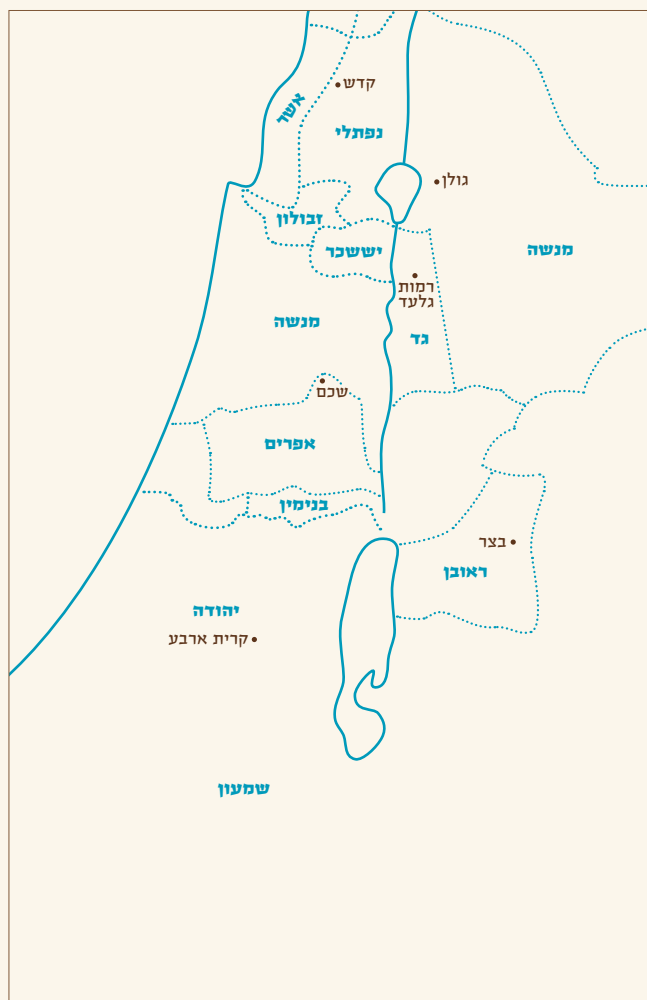 קדש
אשר
נפתלי
גולן
זבולון
יששכר
מנשה
רמות
גלעד
מנשה
גד
שכם
אפרים
בנימין
בצר
ראובן
יהודה
קרית ארבע
שמעון